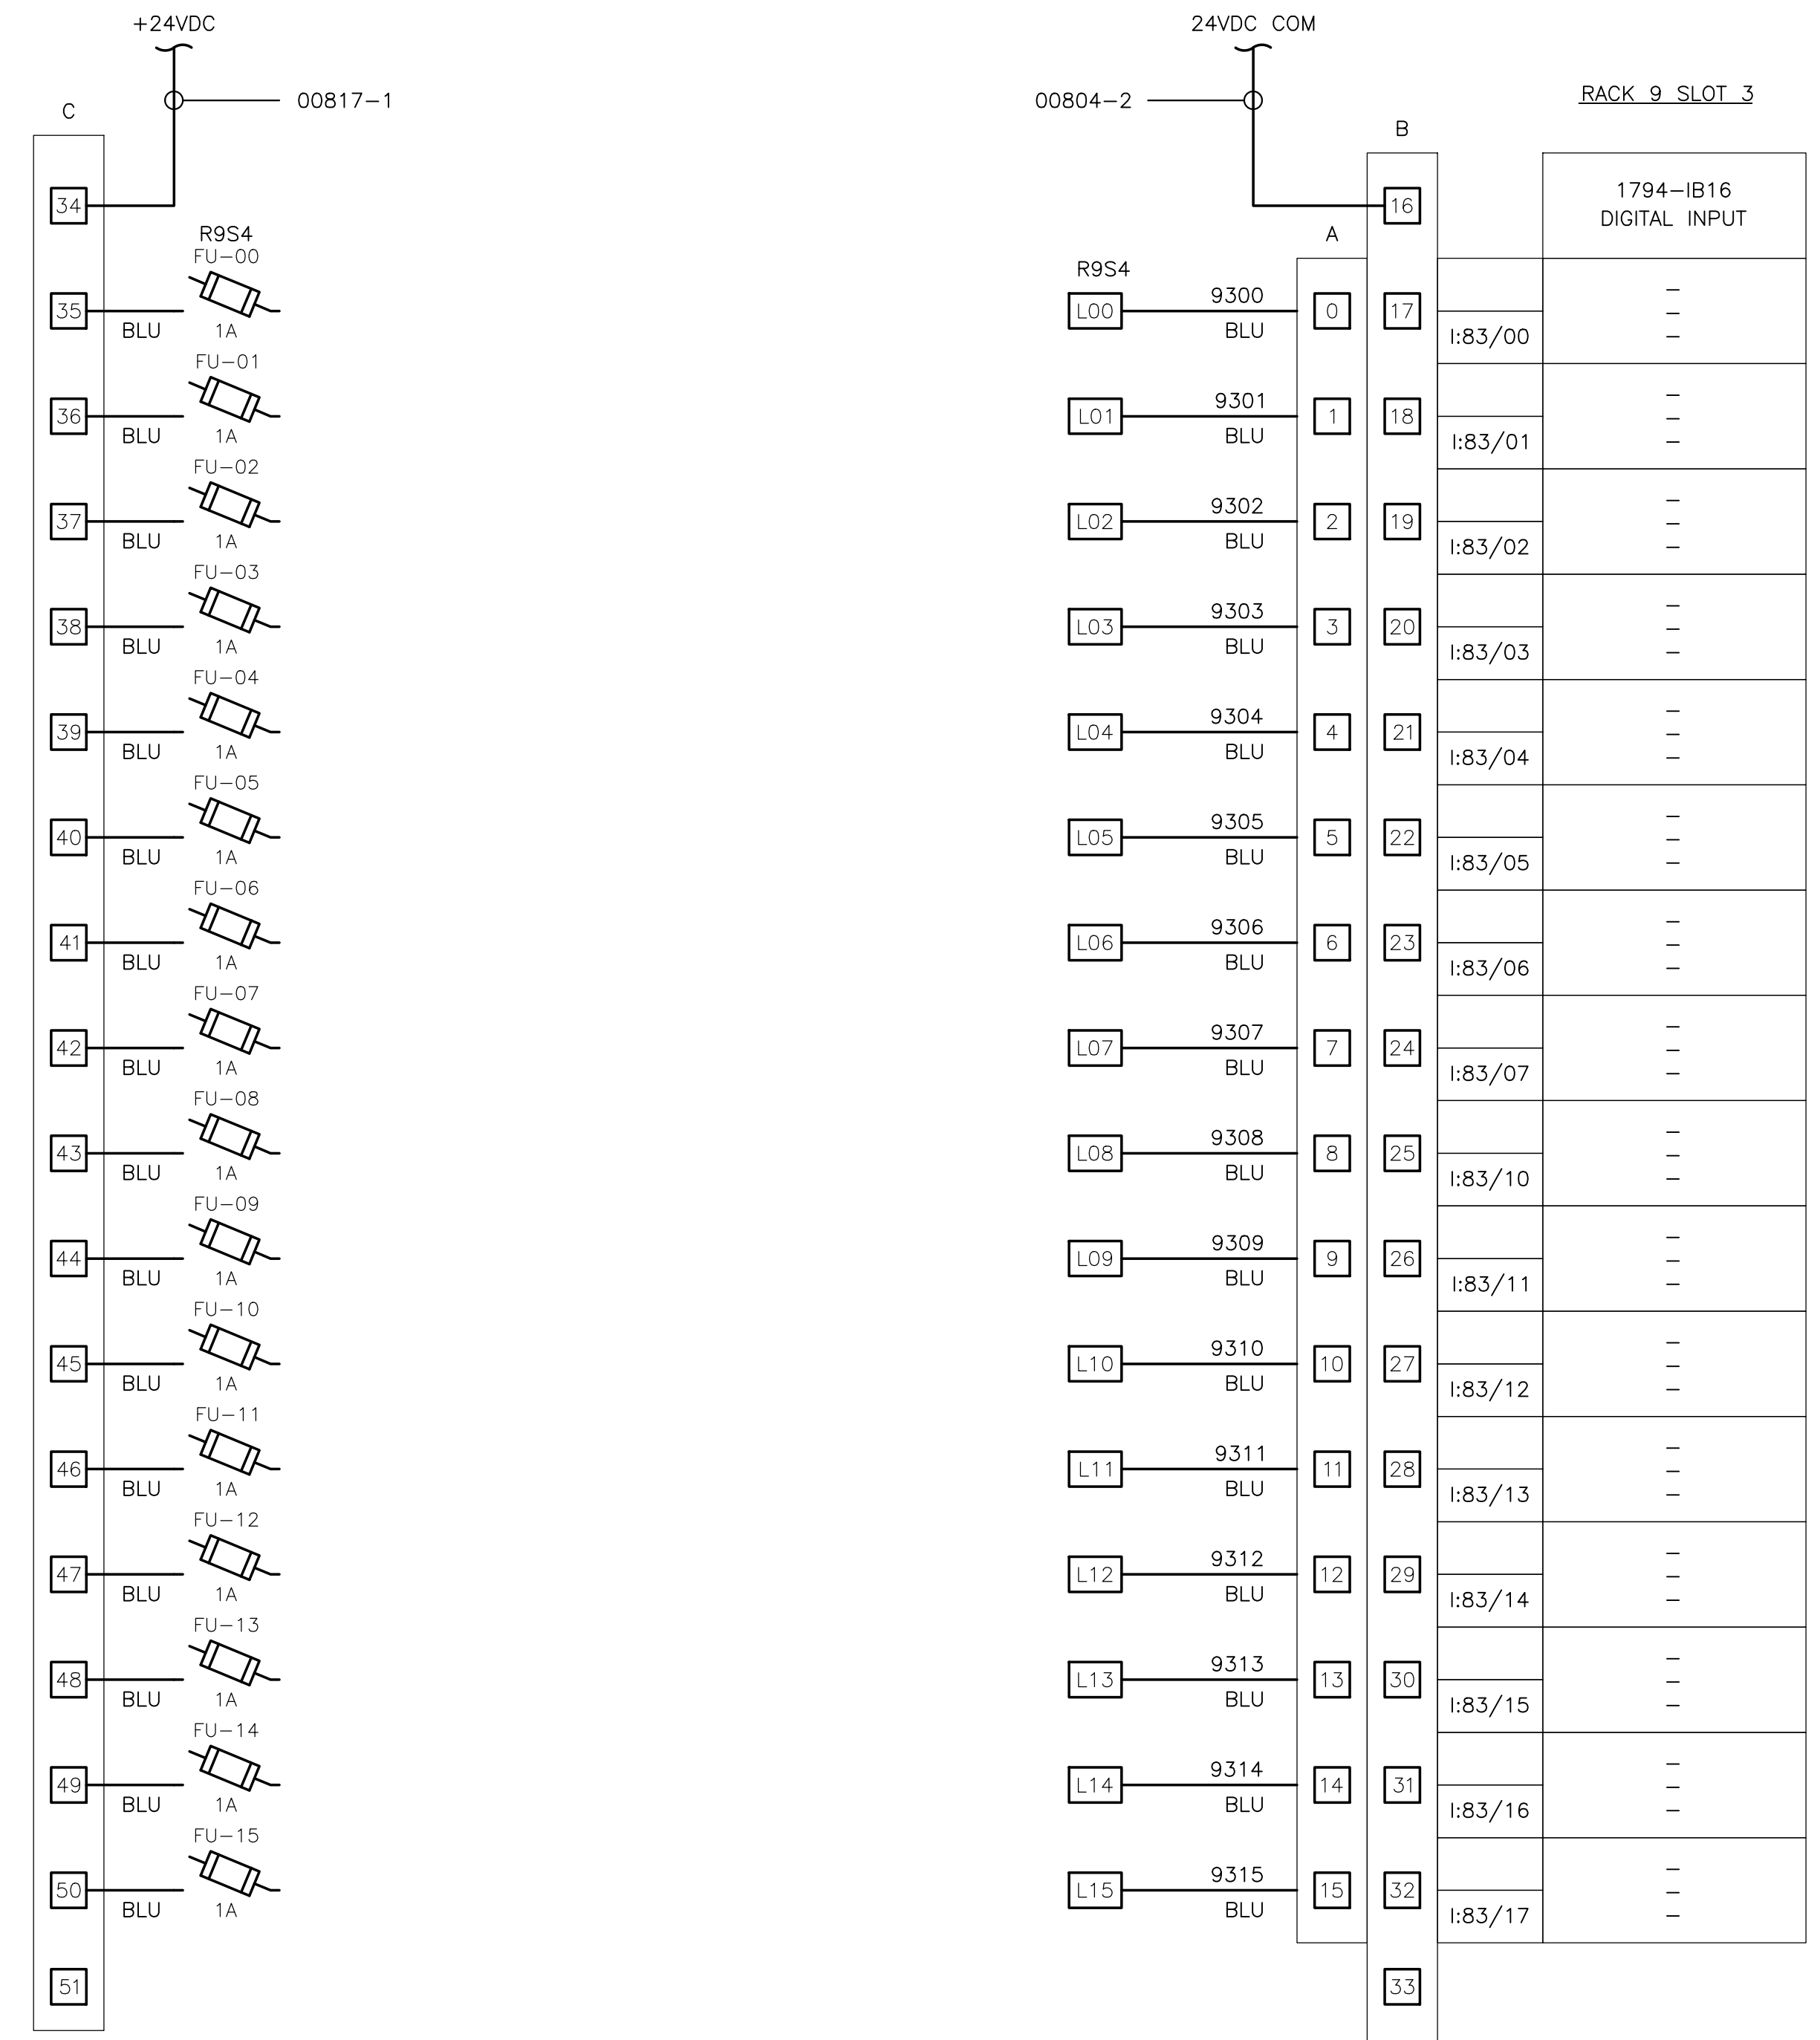 +24VDC
24VDC COM
00817-1
00804-2
RACK 9 SLOT 3
C
B
34
16
1794-IB16
DIGITAL INPUT
R9S4
A
FU-00
R9S4
35
BLU
1A
L00
9300
BLU
0
17
I:83/00
FU-01
36
BLU
1A
L01
9301
BLU
1
18
I:83/01
FU-02
37
BLU
1A
L02
9302
BLU
2
19
I:83/02
FU-03
38
BLU
1A
L03
9303
BLU
3
20
I:83/03
FU-04
39
BLU
1A
L04
9304
BLU
4
21
I:83/04
FU-05
40
BLU
1A
L05
9305
BLU
5
22
I:83/05
FU-06
41
BLU
1A
L06
9306
BLU
6
23
I:83/06
FU-07
42
BLU
1A
L07
9307
BLU
7
24
I:83/07
FU-08
43
BLU
1A
L08
9308
BLU
8
25
I:83/10
FU-09
44
BLU
1A
L09
9309
BLU
9
26
I:83/11
FU-10
45
BLU
1A
L10
9310
BLU
10
27
I:83/12
FU-11
46
BLU
1A
L11
9311
BLU
11
28
I:83/13
FU-12
47
BLU
1A
L12
9312
BLU
12
29
I:83/14
FU-13
48
BLU
1A
L13
9313
BLU
13
30
I:83/15
FU-14
49
BLU
1A
L14
9314
BLU
14
31
I:83/16
FU-15
50
BLU
1A
L15
9315
BLU
15
32
I:83/17
51
33